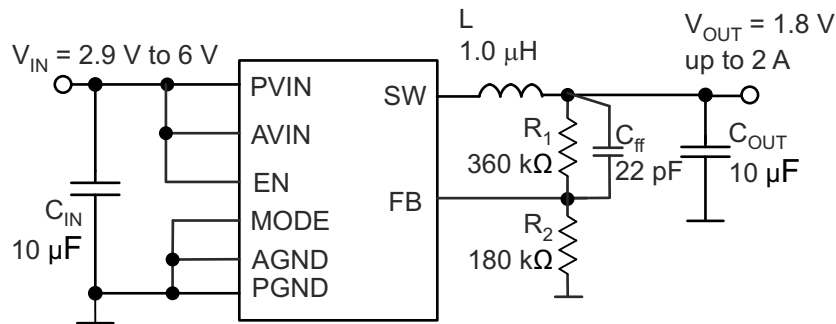 V_IN = 2.9 V to 6 V
L
1.0 μH
V_OUT = 1.8 V
up to 2 A
PVIN
SW
AVIN
EN
MODE
FB
AGND
PGND
C_IN
10 μF
R_1
360 kΩ
C_ff
22 pF
C_OUT
10 μF
R_2
180 kΩ